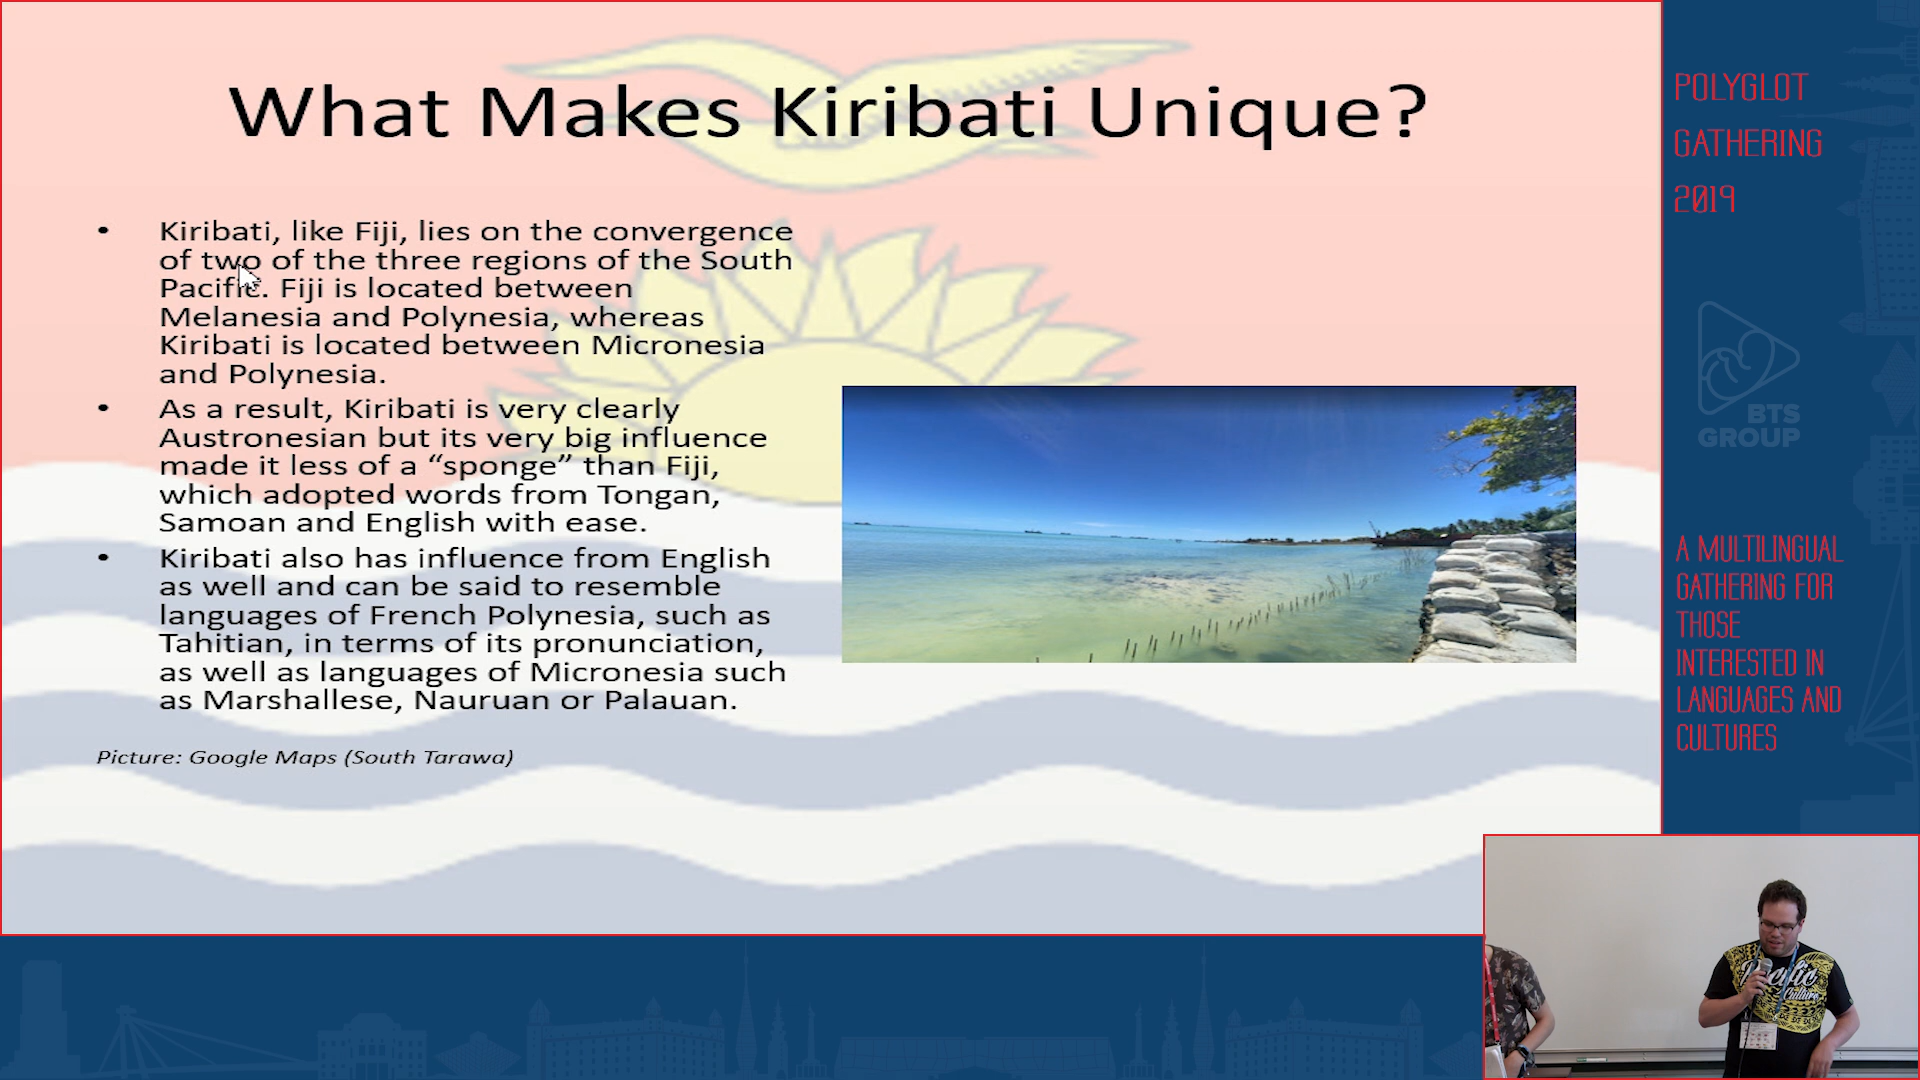 What Makes Kiribati Unique?
• Kiribati, like Fiji, lies on the convergence
of two of the three regions of the South
Pacific. Fiji is located between
Melanesia and Polynesia, whereas
Kiribati is located between Micronesia
and Polynesia.
• As a result, Kiribati is very clearly
Austronesian but its very big influence
made it less of a “sponge” than Fiji,
which adopted words from Tongan,
Samoan and English with ease.
• Kiribati also has influence from English
as well and can be said to resemble
languages of French Polynesia, such as
Tahitian, in terms of its pronunciation,
as well as languages of Micronesia such
as Marshallese, Nauruan or Palauan.
Picture: Google Maps (South Tarawa)
POLYGLOT
GATHERING
2019
BTS
GROUP
A MULTILINGUAL
GATHERING FOR
THOSE
INTERESTED IN
LANGUAGES AND
CULTURES
Pacific
Culture